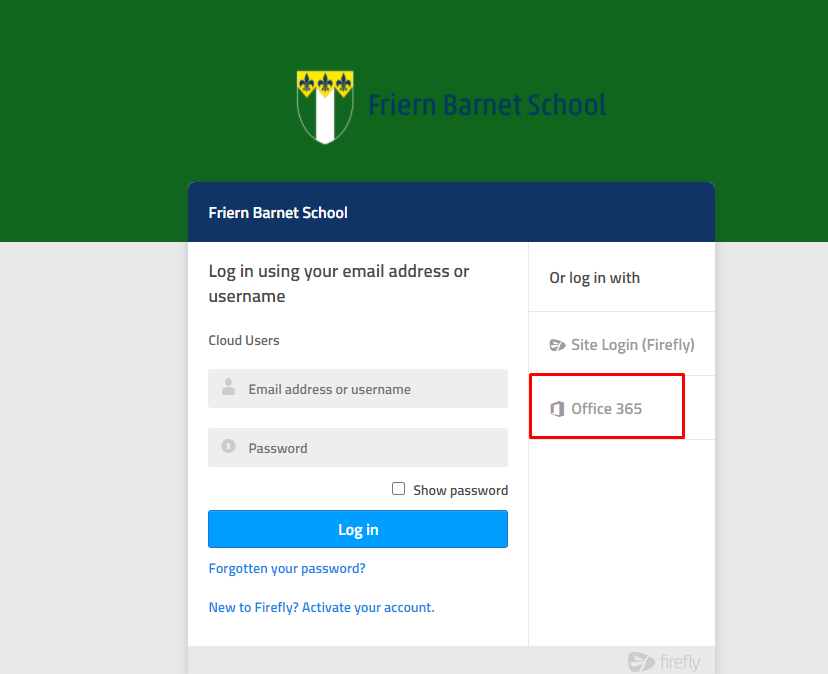 Friern Barnet School
Friern Barnet School
Log in using your email address or
username
Cloud Users
Email address or username
Password
Show password
Log in
Forgotten your password?
New to Firefly? Activate your account.
Or log in with
Site Login (Firefly)
Office 365
firefly